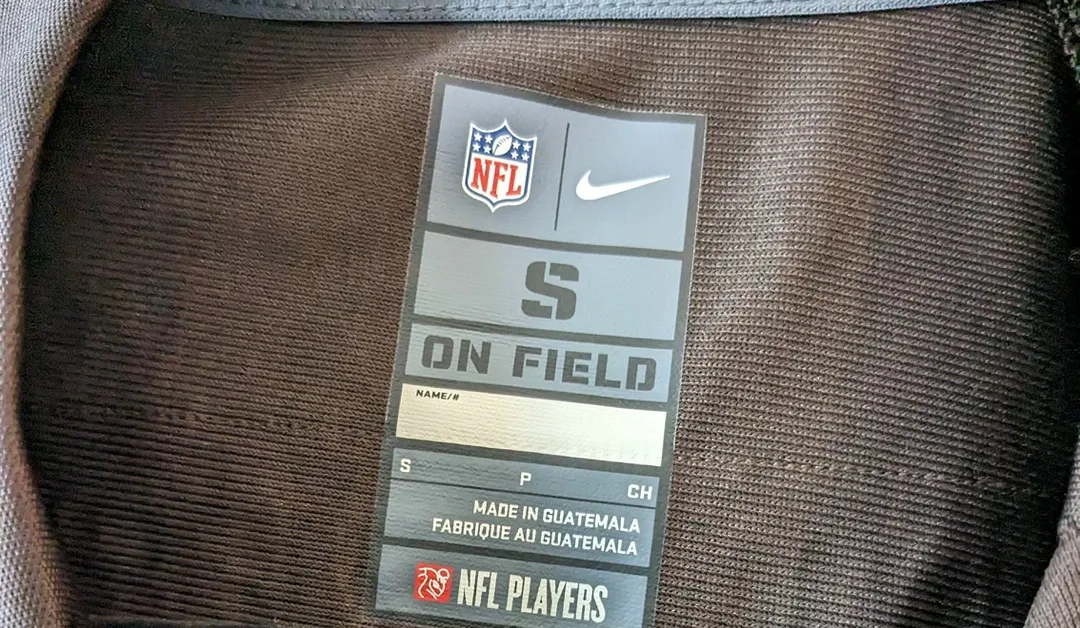 NFL
S
ON FIELD
NAME/#
S P CH
MADE IN GUATEMALA
FABRIQUE AU GUATEMALA
NFL PLAYERS